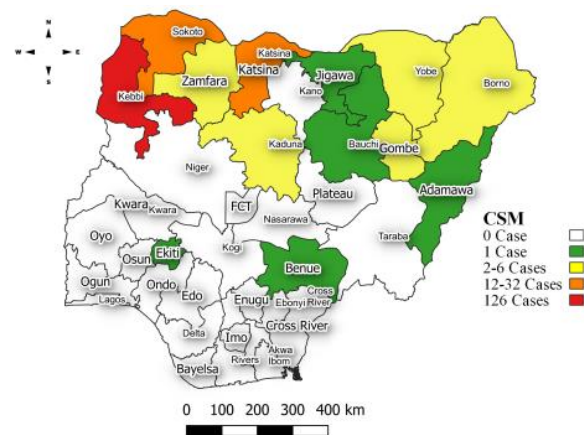 N
W E
S
Sokoto
Katsina
Katsina
Zamfara
Jigawa
Yobe
Borno
Kebbi
Kano
Kaduna
Bauchi
Gombe
Niger
Adamawa
Plateau
FCT
Kwara
Kwara
Nasarawa
Taraba
Kogi
Oyo
Osun
Ekiti
Benue
Ogun
Ondo
Edo
Lagos
Enugu
Ebonyi
Cross
River
Delta
Imo
Cross River
Akwa
Ibom
Rivers
Bayelsa
CSM
0 Case
1 Case
2-6 Cases
12-32 Cases
126 Cases
0 100 200 300 400 km